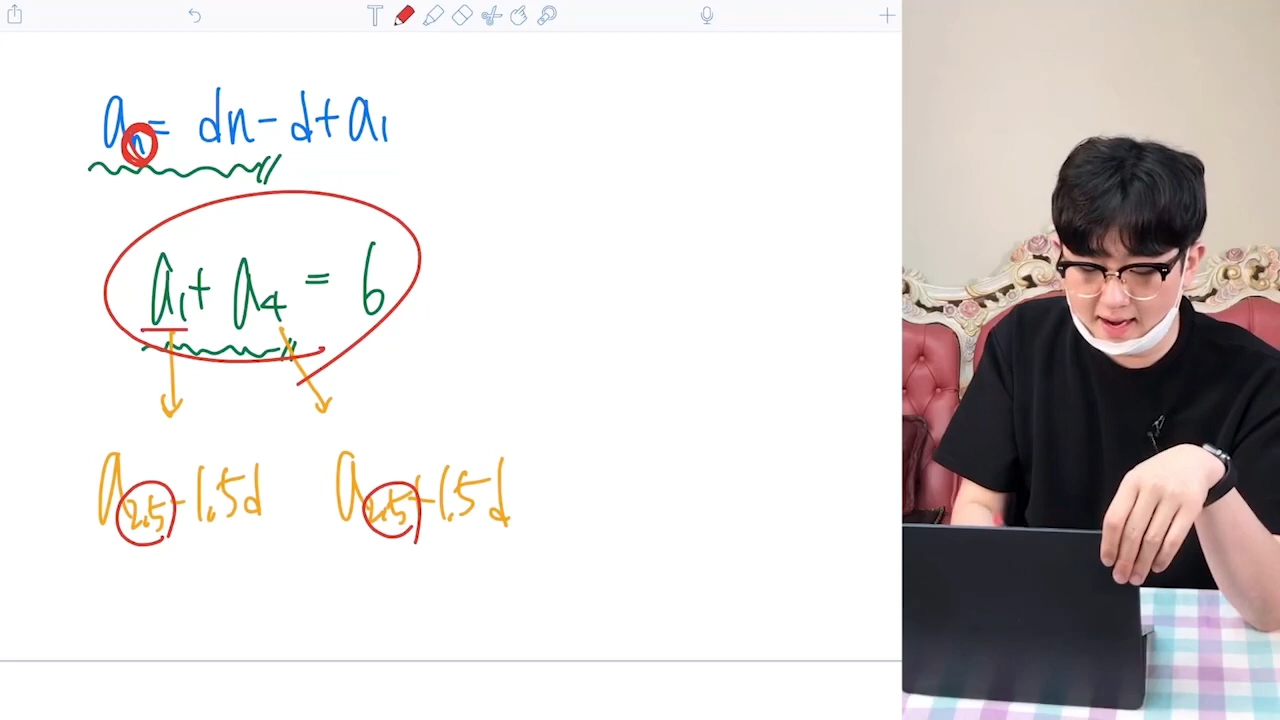 aₙ = dn - d + a₁
a₁ + a₄ = 6
a₂.₅ - 1.5d a₂.₅ + 1.5d